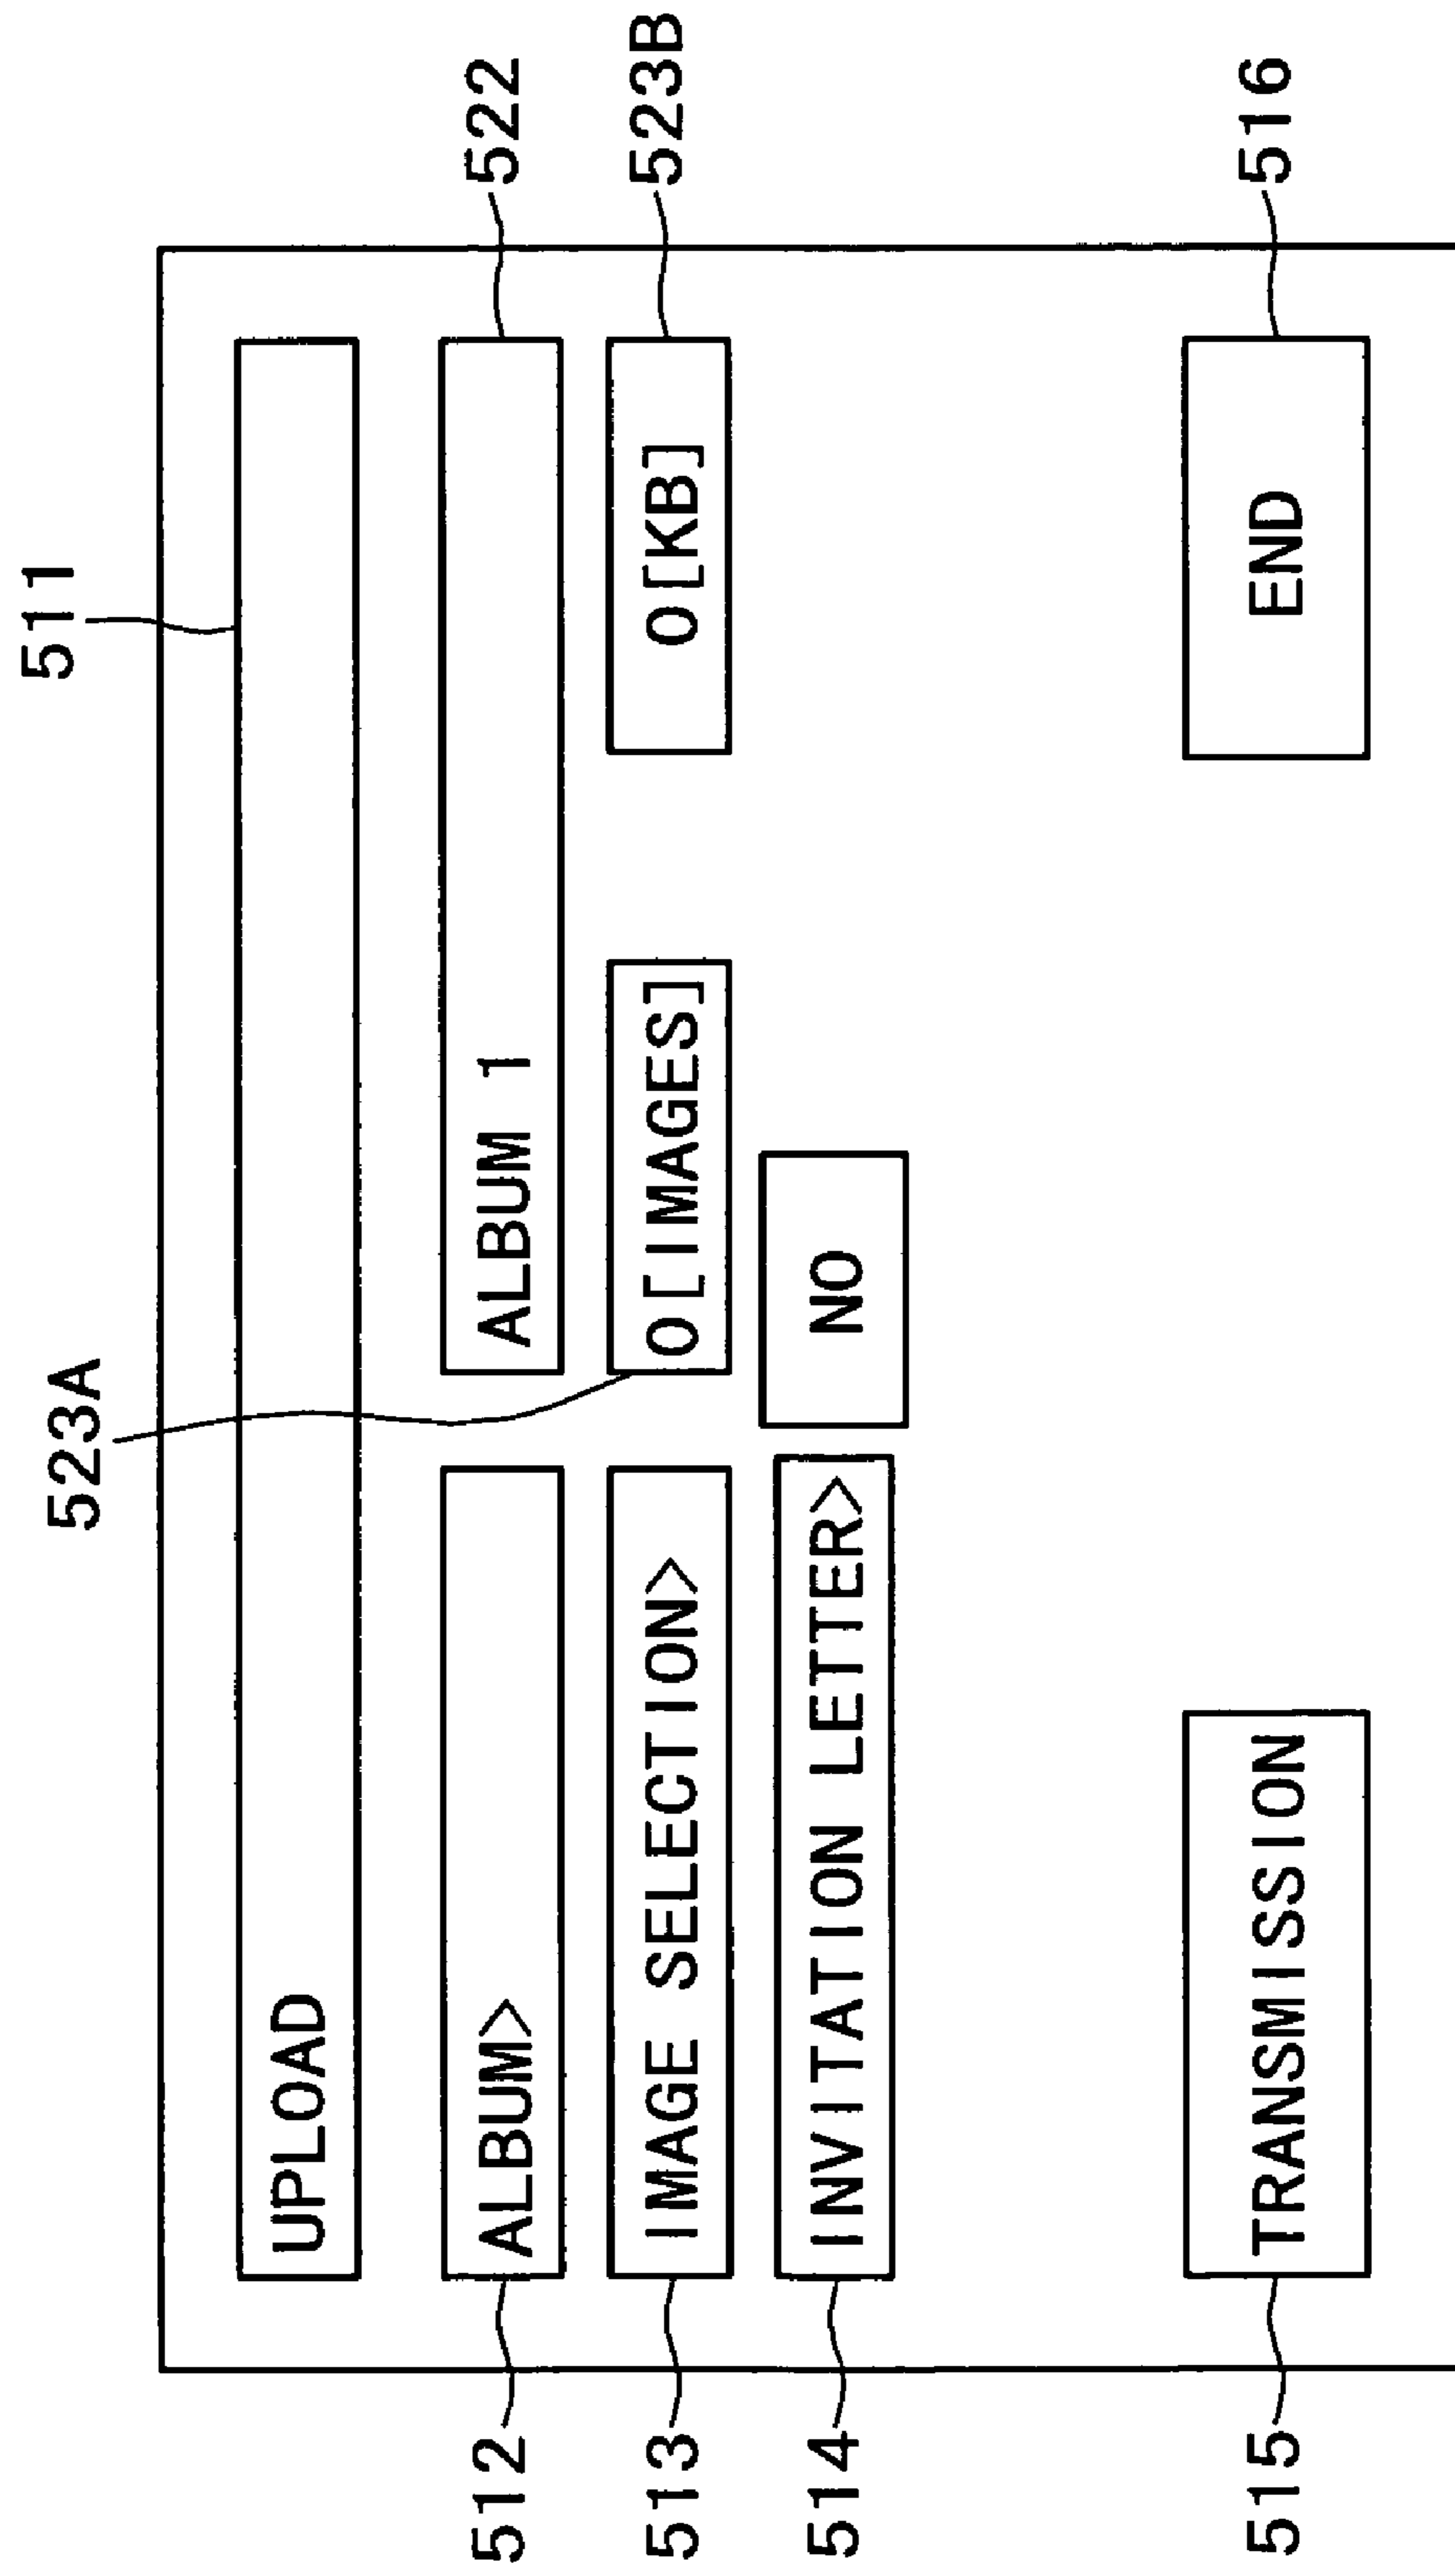 511
UPLOAD
512 ALBUM> ALBUM 1 522
523A
513 IMAGE SELECTION> 0[IMAGES] 0[KB] 523B
514 INVITATION LETTER> NO
515 TRANSMISSION END 516